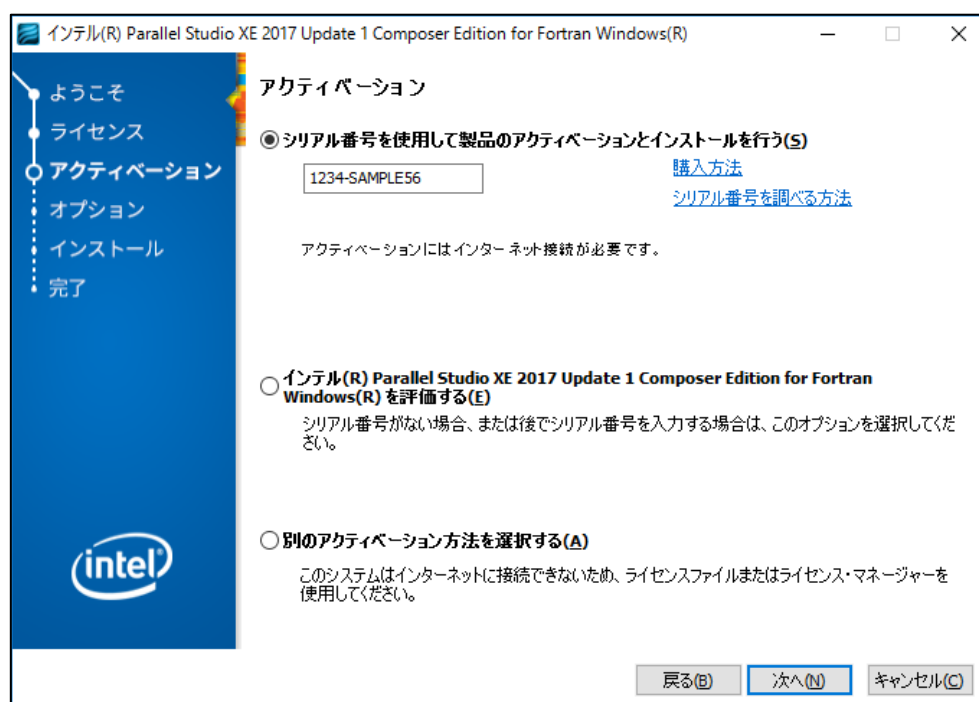 インテル(R) Parallel Studio XE 2017 Update 1 Composer Edition for Fortran Windows(R)
ようこそ
ライセンス
アクティベーション
オプション
インストール
完了
アクティベーション
シリアル番号を使用して製品のアクティベーションとインストールを行う(S)
1234-SAMPLE56
購入方法
シリアル番号を調べる方法
アクティベーションにはインターネット接続が必要です。
インテル(R) Parallel Studio XE 2017 Update 1 Composer Edition for Fortran
Windows(R) を評価する(E)
シリアル番号がない場合、または後でシリアル番号を入力する場合は、このオプションを選択してくだ
さい。
別のアクティベーション方法を選択する(A)
このシステムはインターネットに接続できないため、ライセンスファイルまたはライセンス・マネージャーを
使用してください。
intel
戻る(B)
次へ(N)
キャンセル(C)